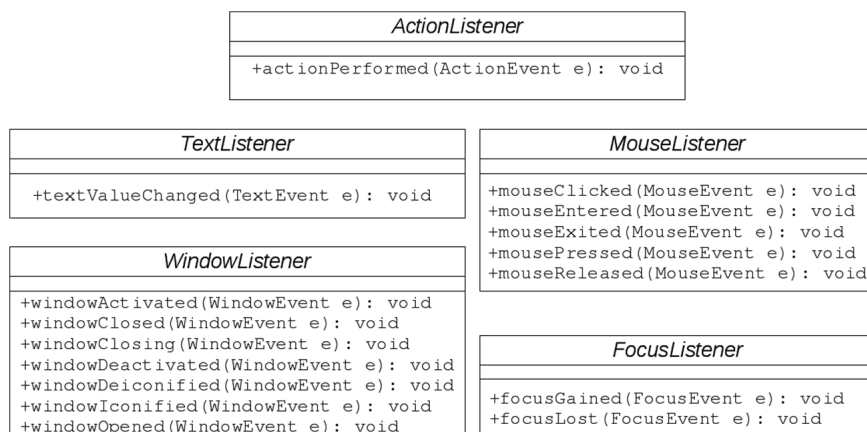 ActionListener
+actionPerformed(ActionEvent e): void
TextListener
+textValueChanged(TextEvent e): void
MouseListener
+mouseClicked(MouseEvent e): void
+mouseEntered(MouseEvent e): void
+mouseExited(MouseEvent e): void
+mousePressed(MouseEvent e): void
+mouseReleased(MouseEvent e): void
WindowListener
+windowActivated(WindowEvent e): void
+windowClosed(WindowEvent e): void
+windowClosing(WindowEvent e): void
+windowDeactivated(WindowEvent e): void
+windowDeiconified(WindowEvent e): void
+windowIconified(WindowEvent e): void
+windowOpened(WindowEvent e): void
FocusListener
+focusGained(FocusEvent e): void
+focusLost(FocusEvent e): void